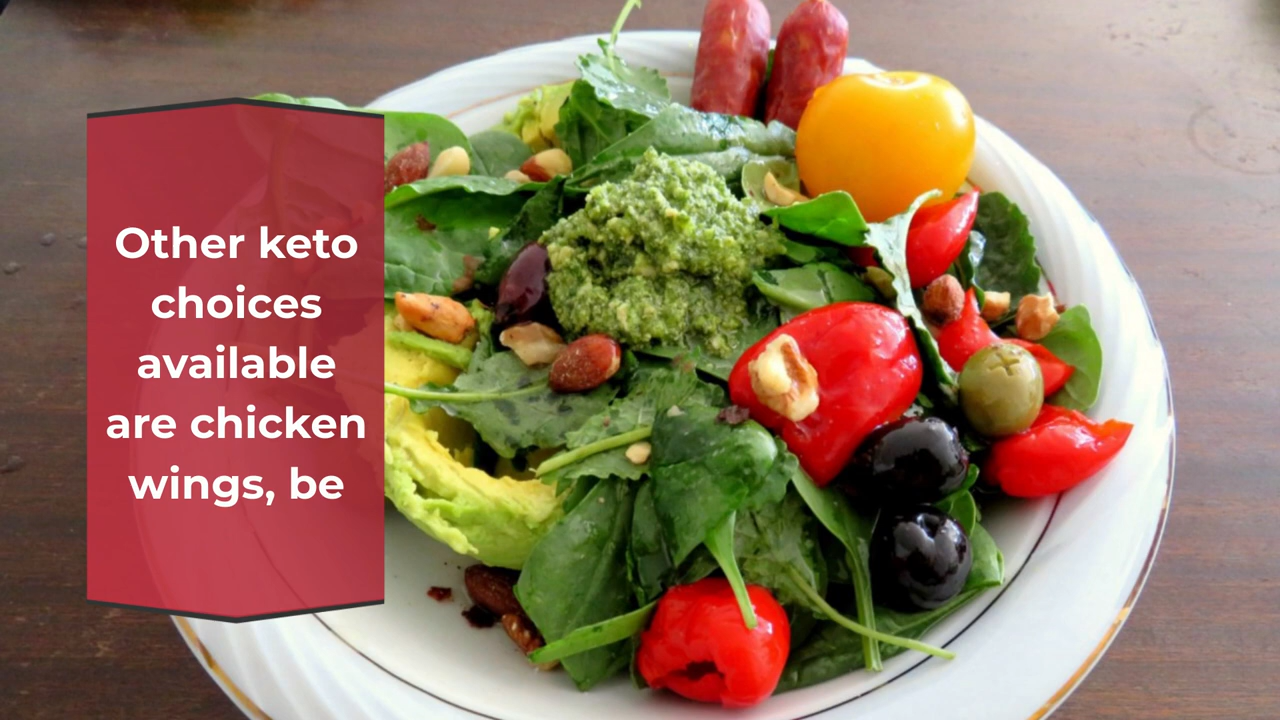 Other keto
choices
available
are chicken
wings, be